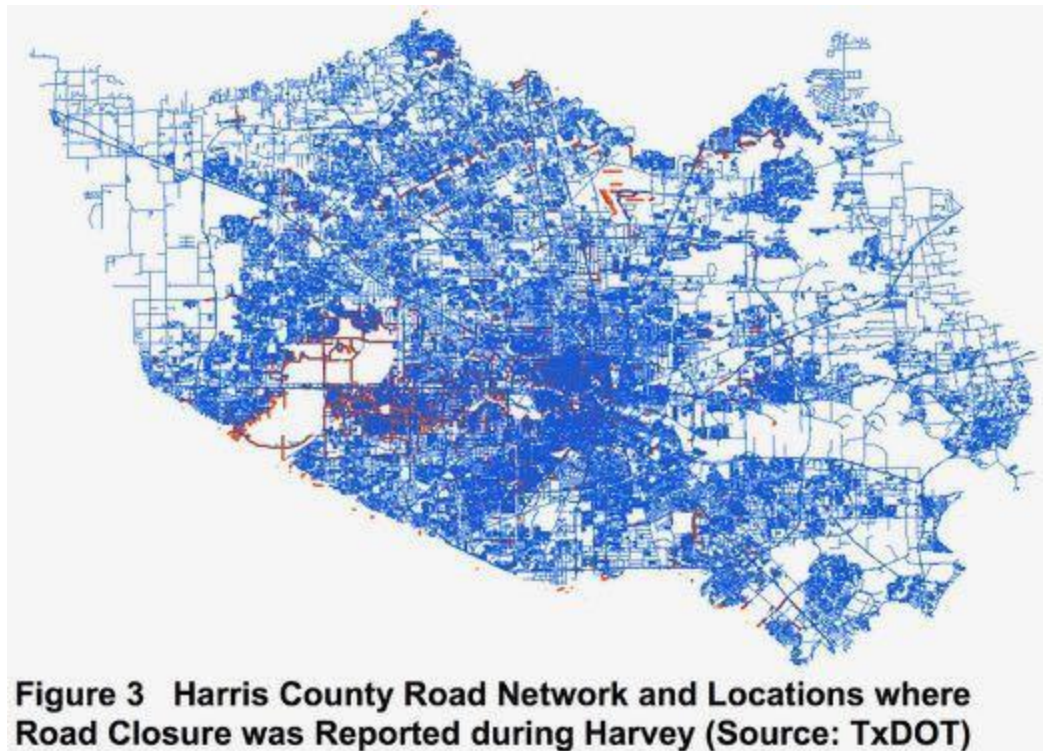 Figure 3 Harris County Road Network and Locations where
Road Closure was Reported during Harvey (Source: TxDOT)